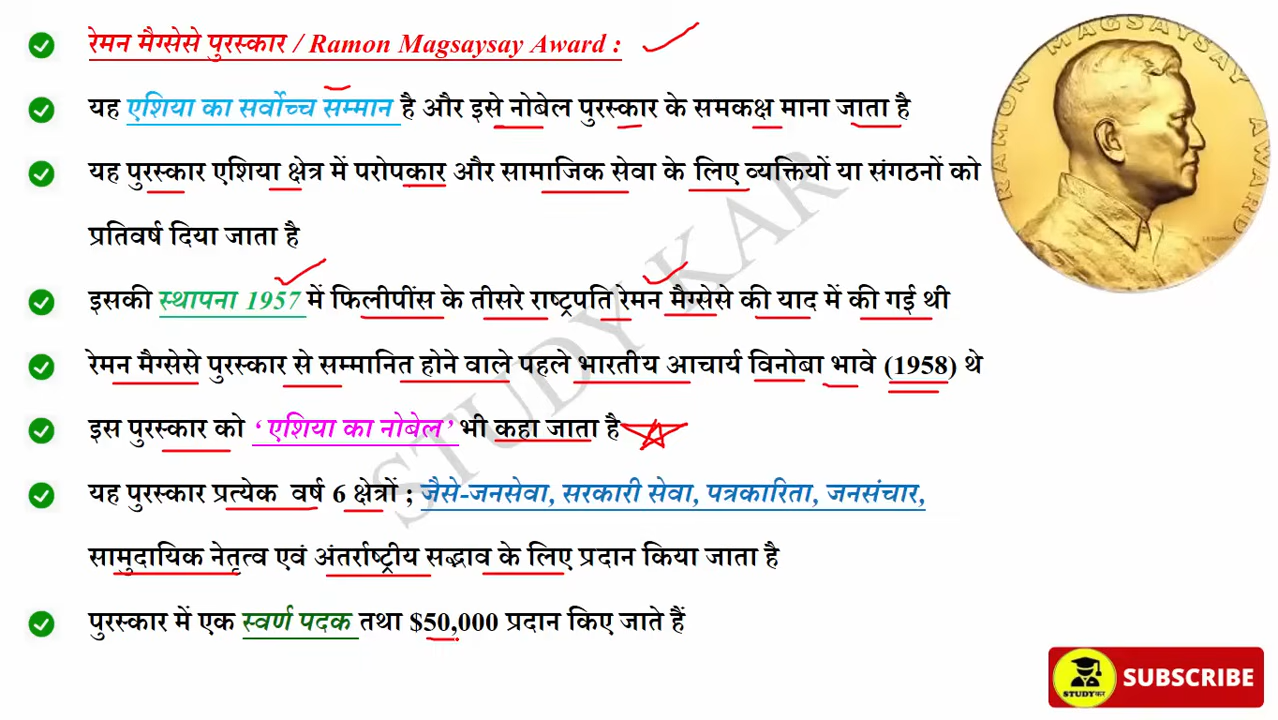 रेमन मैग्सेसे पुरस्कार / Ramon Magsaysay Award :
यह एशिया का सर्वोच्च सम्मान है और इसे नोबेल पुरस्कार के समकक्ष माना जाता है
यह पुरस्कार एशिया क्षेत्र में परोपकार और सामाजिक सेवा के लिए व्यक्तियों या संगठनों को
प्रतिवर्ष दिया जाता है
इसकी स्थापना 1957 में फिलीपींस के तीसरे राष्ट्रपति रेमन मैग्सेसे की याद में की गई थी
रेमन मैग्सेसे पुरस्कार से सम्मानित होने वाले पहले भारतीय आचार्य विनोबा भावे (1958) थे
इस पुरस्कार को ‘एशिया का नोबेल’ भी कहा जाता है
यह पुरस्कार प्रत्येक वर्ष 6 क्षेत्रों ; जैसे-जनसेवा, सरकारी सेवा, पत्रकारिता, जनसंचार,
सामुदायिक नेतृत्व एवं अंतर्राष्ट्रीय सद्भाव के लिए प्रदान किया जाता है
पुरस्कार में एक स्वर्ण पदक तथा $50,000 प्रदान किए जाते हैं
STUDY KAR
RAMON MAGSAYSAY AWARD
STUDYकर
SUBSCRIBE